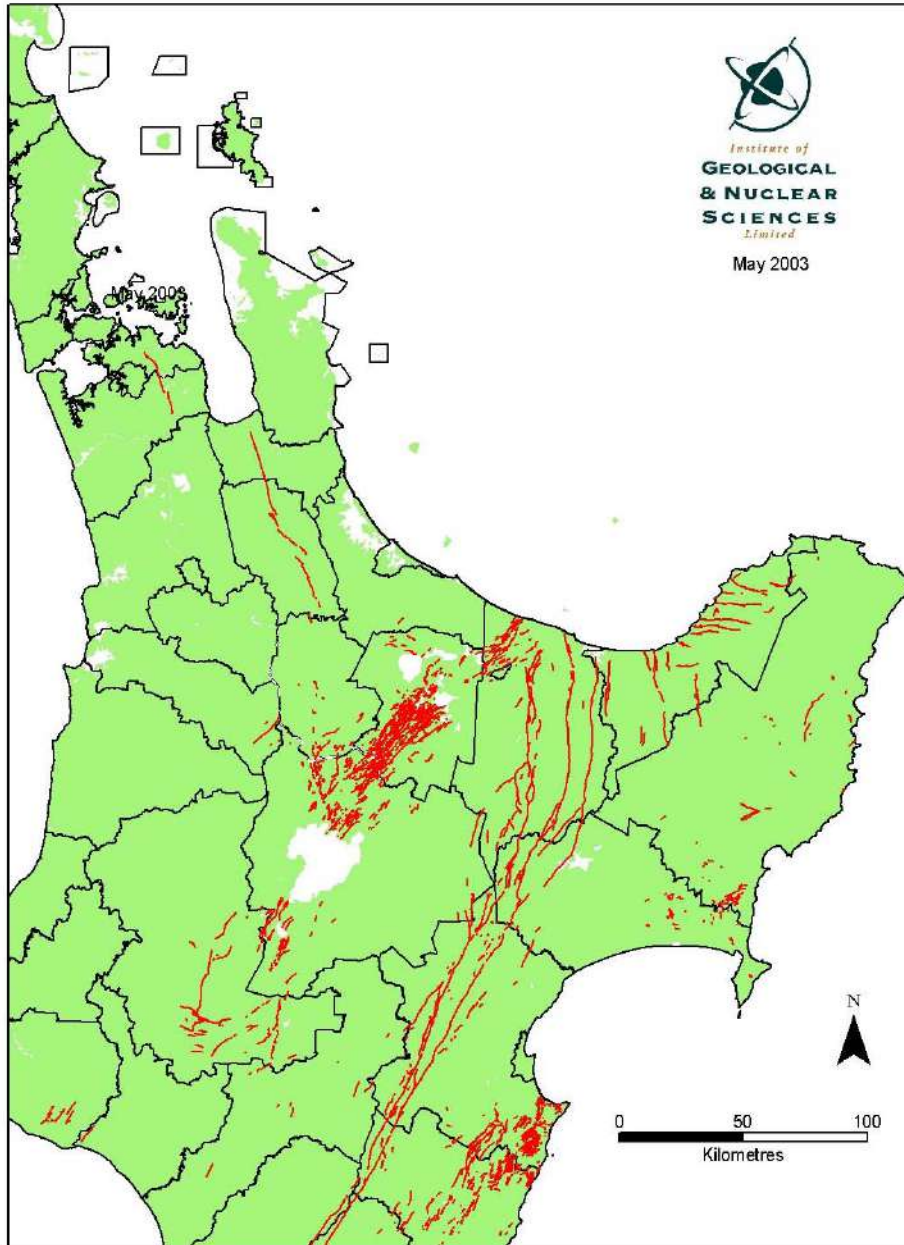 Institute of
GEOLOGICAL
& NUCLEAR
SCIENCES
Limited
May 2003
May 2003
N
0 50 100
Kilometres